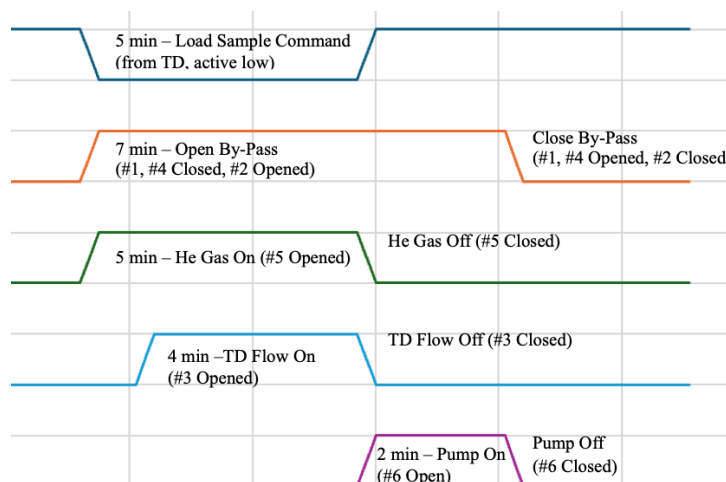 5 min – Load Sample Command
(from TD, active low)
7 min – Open By-Pass
(#1, #4 Closed, #2 Opened)
Close By-Pass
(#1, #4 Opened, #2 Closed
5 min – He Gas On (#5 Opened)
He Gas Off (#5 Closed)
4 min –TD Flow On
(#3 Opened)
TD Flow Off (#3 Closed)
2 min – Pump On
(#6 Open)
Pump Off
(#6 Closed)